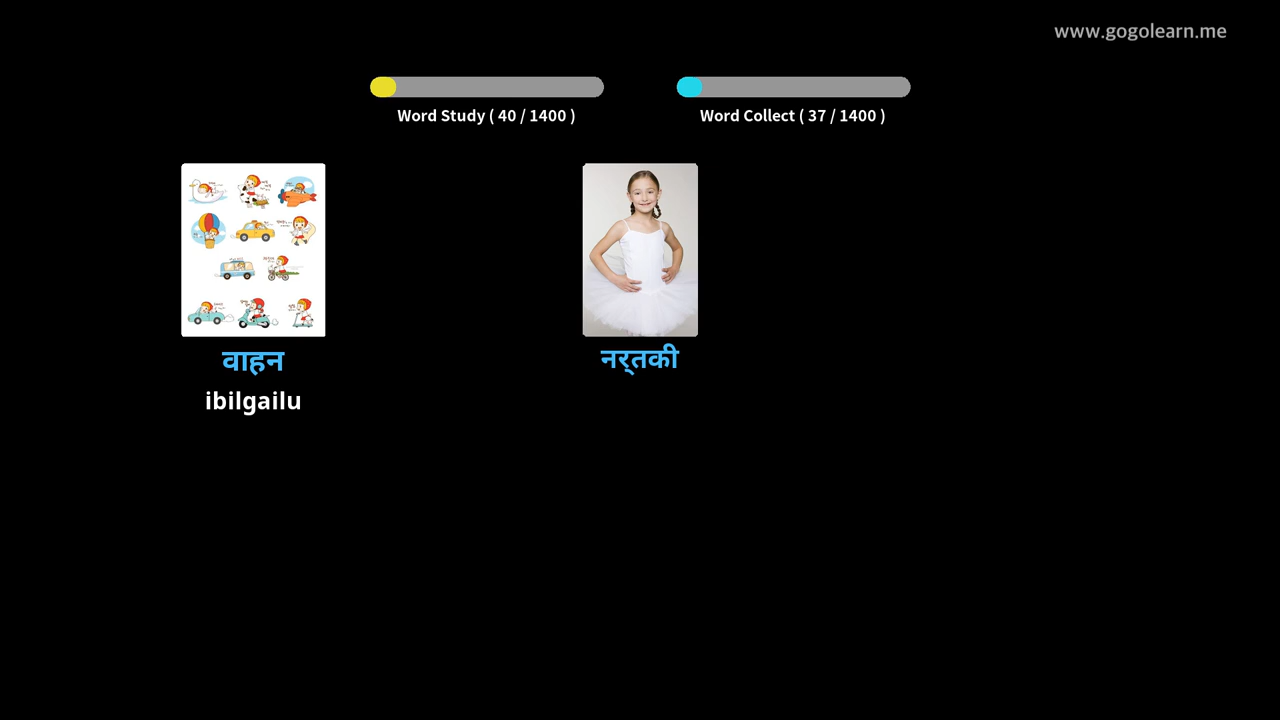 www.gogolearn.me
Word Study ( 40 / 1400 )
Word Collect ( 37 / 1400 )
वाहन
ibilgailu
नर्‌तकी